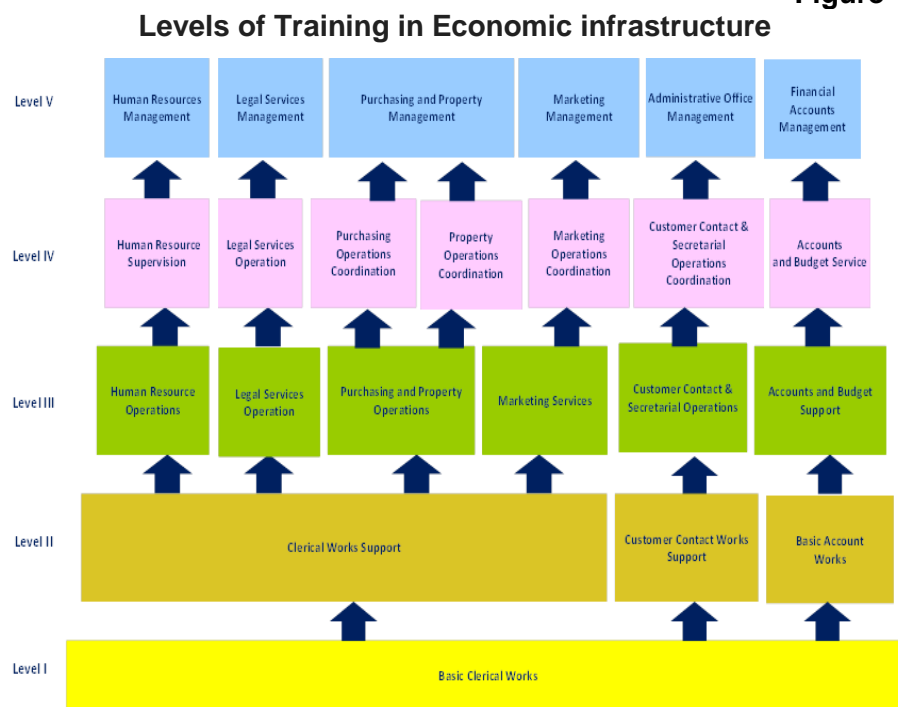 Figure
Levels of Training in Economic infrastructure
Level V
Human Resources
Management
Legal Services
Management
Purchasing and Property
Management
Marketing
Management
Administrative Office
Management
Financial
Accounts
Management
Level IV
Human Resource
Supervision
Legal Services
Operation
Purchasing
Operations
Coordination
Property
Operations
Coordination
Marketing
Operations
Coordination
Customer Contact &
Secretarial
Operations
Coordination
Accounts
and Budget Service
Level III
Human Resource
Operations
Legal Services
Operation
Purchasing and Property
Operations
Marketing Services
Customer Contact &
Secretarial Operations
Accounts and Budget
Support
Level II
Clerical Works Support
Customer Contact Works
Support
Basic Account
Works
Level I
Basic Clerical Works